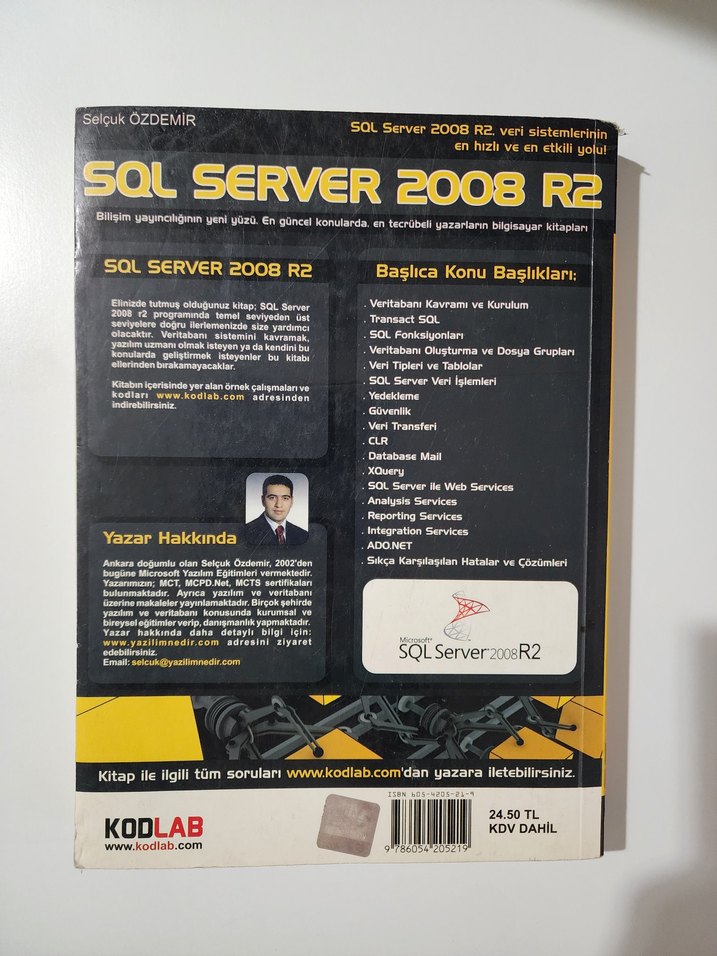 Selçuk ÖZDEMİR
SQL Server 2008 R2, veri sistemlerinin
en hızlı ve en etkili yolu!
SQL SERVER 2008 R2
Bilişim yayıncılığının yeni yüzü. En güncel konularda, en tecrübeli yazarların bilgisayar kitapları
SQL SERVER 2008 R2
Elinizde tutmuş olduğunuz kitap; SQL Server
2008 r2 programında temel seviyeden üst
seviyelere doğru ilerlemenizde size yardımcı
olacaktır. Veritabanı sistemini kavramak,
yazılım uzmanı olmak isteyen ya da kendini bu
konularda geliştirmek isteyenler bu kitabı
ellerinden bırakamayacaklar.
Kitabın içerisinde yer alan örnek çalışmaları ve
kodları www.kodlab.com adresinden
indirebilirsiniz.
Yazar Hakkında
Ankara doğumlu olan Selçuk Özdemir, 2002'den
bugüne Microsoft Yazılım Eğitimleri vermektedir.
Yazarımızın; MCT, MCPD.Net, MCTS sertifikaları
bulunmaktadır. Ayrıca yazılım ve veritabanı
üzerine makaleler yayınlamaktadır. Birçok şehirde
yazılım ve veritabanı konusunda kurumsal ve
bireysel eğitimler verip, danışmanlık yapmaktadır.
Yazar hakkında daha detaylı bilgi için:
www.yazilimnedir.com adresini ziyaret
edebilirsiniz.
Email: selcuk@yazilimnedir.com
Başlıca Konu Başlıkları;
. Veritabanı Kavramı ve Kurulum
. Transact SQL
. SQL Fonksiyonları
. Veritabanı Oluşturma ve Dosya Grupları
. Veri Tipleri ve Tablolar
. SQL Server Veri İşlemleri
. Yedekleme
. Güvenlik
. Veri Transferi
. CLR
. Database Mail
. XQuery
. SQL Server ile Web Services
. Analysis Services
. Reporting Services
. Integration Services
. ADO.NET
. Sıkça Karşılaşılan Hatalar ve Çözümleri
Microsoft®
SQL Server® 2008 R2
Kitap ile ilgili tüm soruları www.kodlab.com'dan yazara iletebilirsiniz.
KODLAB
www.kodlab.com
ISBN 605-4205-21-9
9 786054 205219
24.50 TL
KDV DAHİL